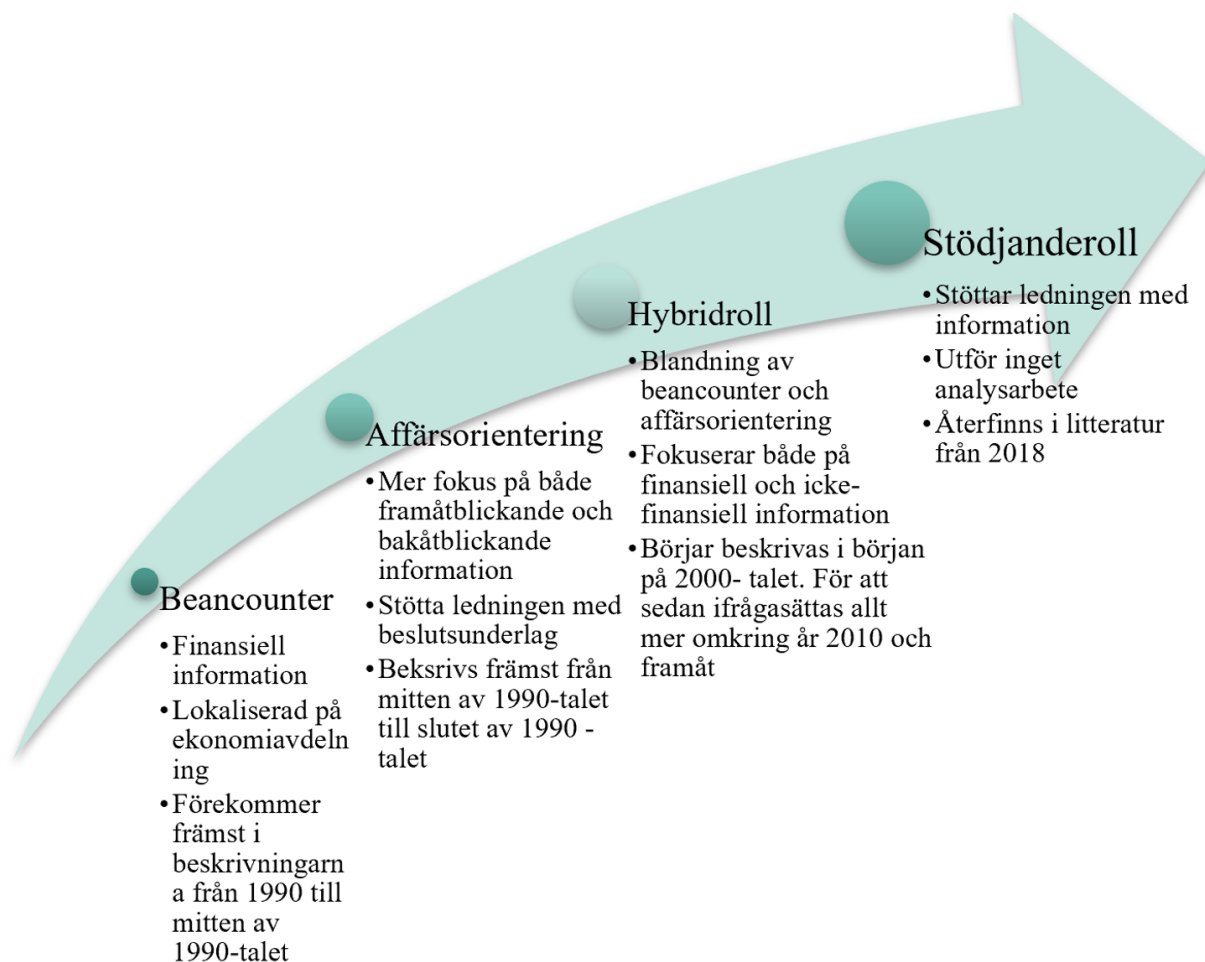 Beancounter
•Finansiell
information
•Lokaliserad på
ekonomiavdeln
ing
•Förekommer
främst i
beskrivningarn
a från 1990 till
mitten av
1990-talet
Affärsorientering
•Mer fokus på både
framåtblickande och
bakåtblickande
information
•Stötta ledningen med
beslutsunderlag
•Beksrivs främst från
mitten av 1990-talet
till slutet av 1990 -
talet
Hybridroll
•Blandning av
beancounter och
affärsorientering
•Fokuserar både på
finansiell och icke-
finansiell information
•Börjar beskrivas i början
på 2000- talet. För att
sedan ifrågasättas allt
mer omkring år 2010 och
framåt
Stödjanderoll
•Stöttar ledningen med
information
•Utför inget
analysarbete
•Återfinns i litteratur
från 2018